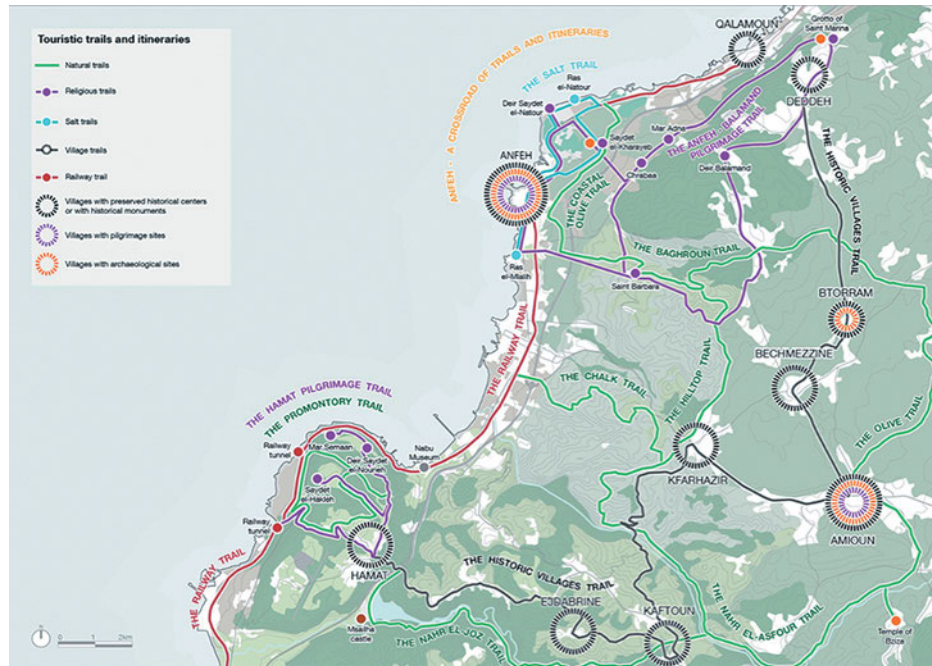 Touristic trails and itineraries
Natural trails
Religious trails
Salt trails
Village trails
Railway trail
Villages with preserved historical centers
or with historical monuments
Villages with pilgrimage sites
Villages with archaeological sites
ANFEH - A CROSSROAD OF TRAILS AND ITINERARIES
THE SALT TRAIL
QALAMOUN
Grotto of
Saint Marina
DEDDEH
Ras
el-Natour
Deir Saydet
el-Natour
Saydet
el-Kharayeb
Mar Adna
THE ANFEH - BALAMAND
PILGRIMAGE TRAIL
Chrabaa
Deir Balamand
ANFEH
THE COASTAL
OLIVE TRAIL
THE HISTORIC VILLAGES TRAIL
Ras
el-Mlalih
THE BAGHROUN TRAIL
Saint Barbara
BTORRAM
BECHMEZZINE
THE RAILWAY TRAIL
THE CHALK TRAIL
THE HILLTOP TRAIL
THE OLIVE TRAIL
THE HAMAT PILGRIMAGE TRAIL
THE PROMONTORY TRAIL
Railway
tunnel
Mar Semaan
Deir Saydet
el-Nourieh
Nabu
Museum
Saydet
el-Hakleh
KFARHAZIR
AMIOUN
Railway
tunnel
HAMAT
THE RAILWAY TRAIL
THE HISTORIC VILLAGES TRAIL
EJDABRINE
KAFTOUN
THE NAHR EL-ASFOUR TRAIL
Msailha
castle
THE NAHR EL JOZ TRAIL
Temple of
Bziza
0 1 2km